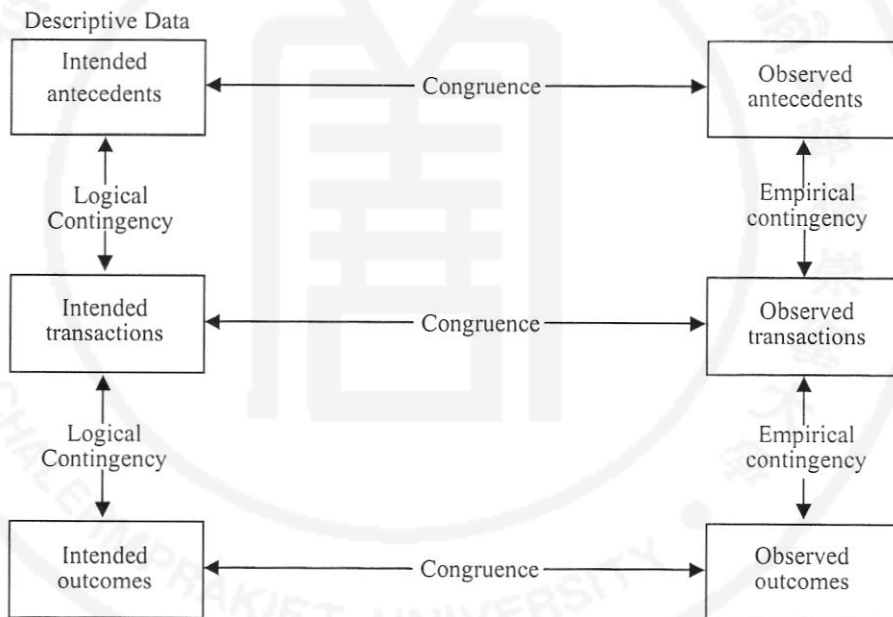 Descriptive Data
Intended
antecedents
Congruence
Observed
antecedents
Logical
Contingency
Empirical
contingency
Intended
transactions
Congruence
Observed
transactions
Logical
Contingency
Empirical
contingency
Intended
outcomes
Congruence
Observed
outcomes
UNIVERSITY